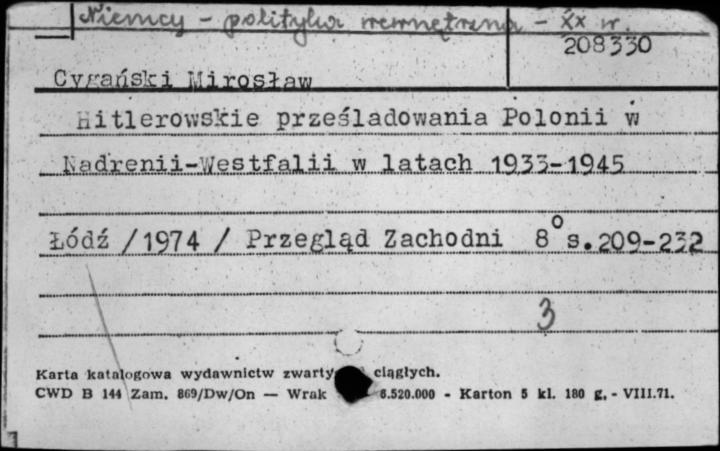 Niemcy - polityka wewnętrzna - XX w.
208330
Cygański Mirosław
Hitlerowskie prześladowania Polonii w
Nadrenii-Westfalii w latach 1933-1945
Łódź /1974 / Przegląd Zachodni 8° s.209-232
3
Karta katalogowa wydawnictw zwarty ciągłych.
CWD B 144 Zam. 869/Dw/On — Wrak 6.520.000 - Karton 5 kl. 180 g. - VIII.71.